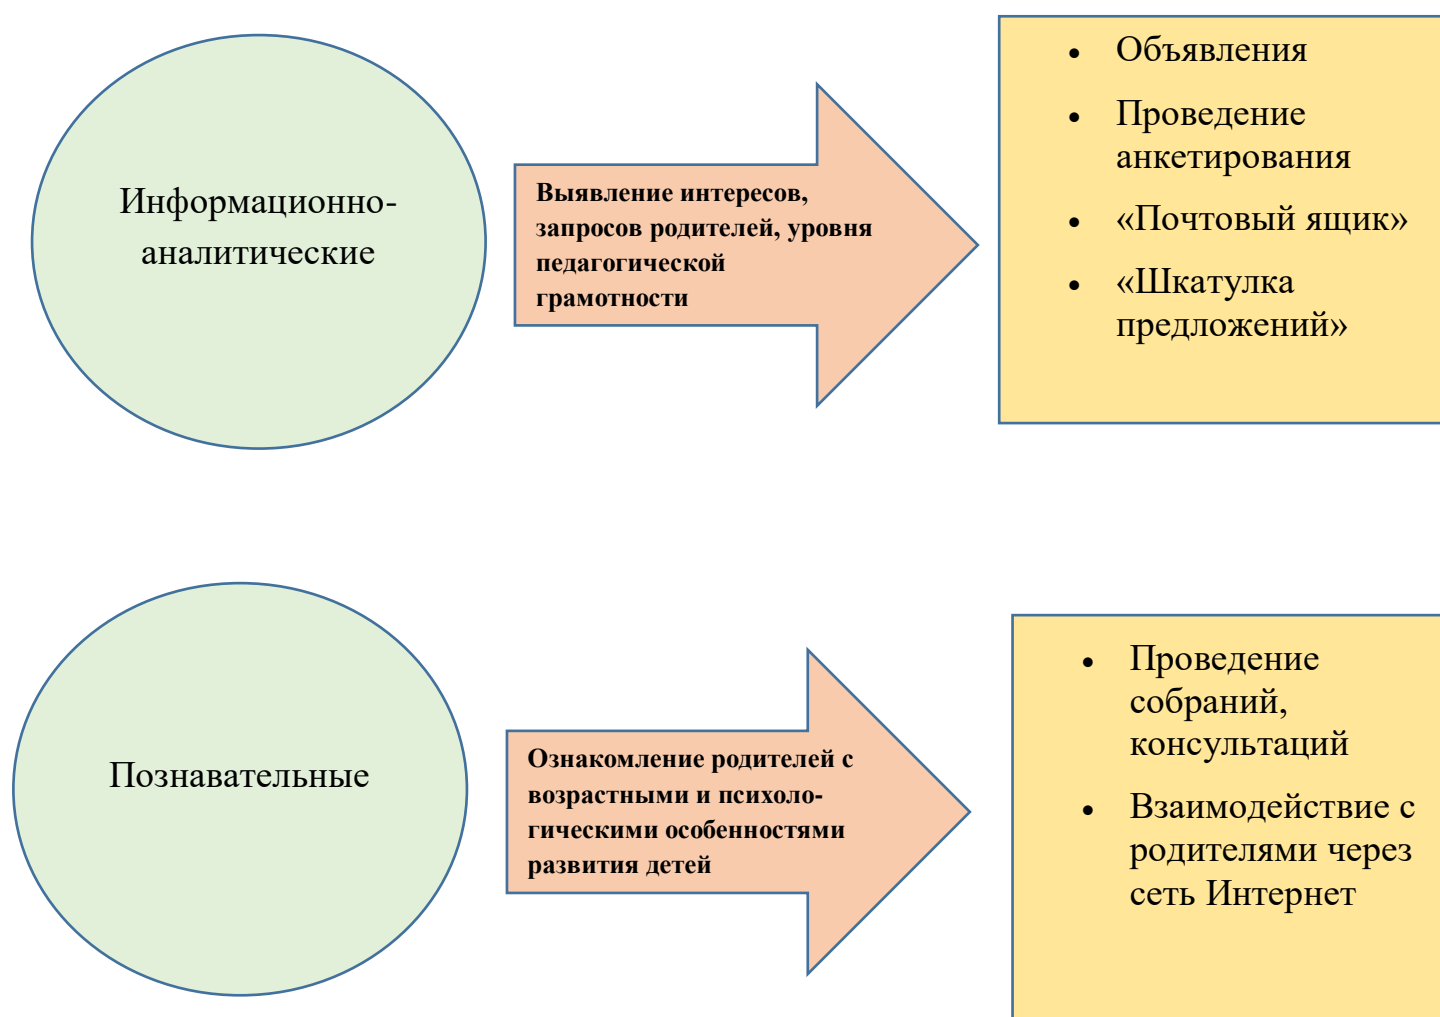 Информационно-
аналитические
Выявление интересов,
запросов родителей, уровня
педагогической
грамотности
• Объявления
• Проведение
анкетирования
• «Почтовый ящик»
• «Шкатулка
предложений»
Познавательные
Ознакомление родителей с
возрастными и психоло-
гическими особенностями
развития детей
• Проведение
собраний,
консультаций
• Взаимодействие с
родителями через
сеть Интернет